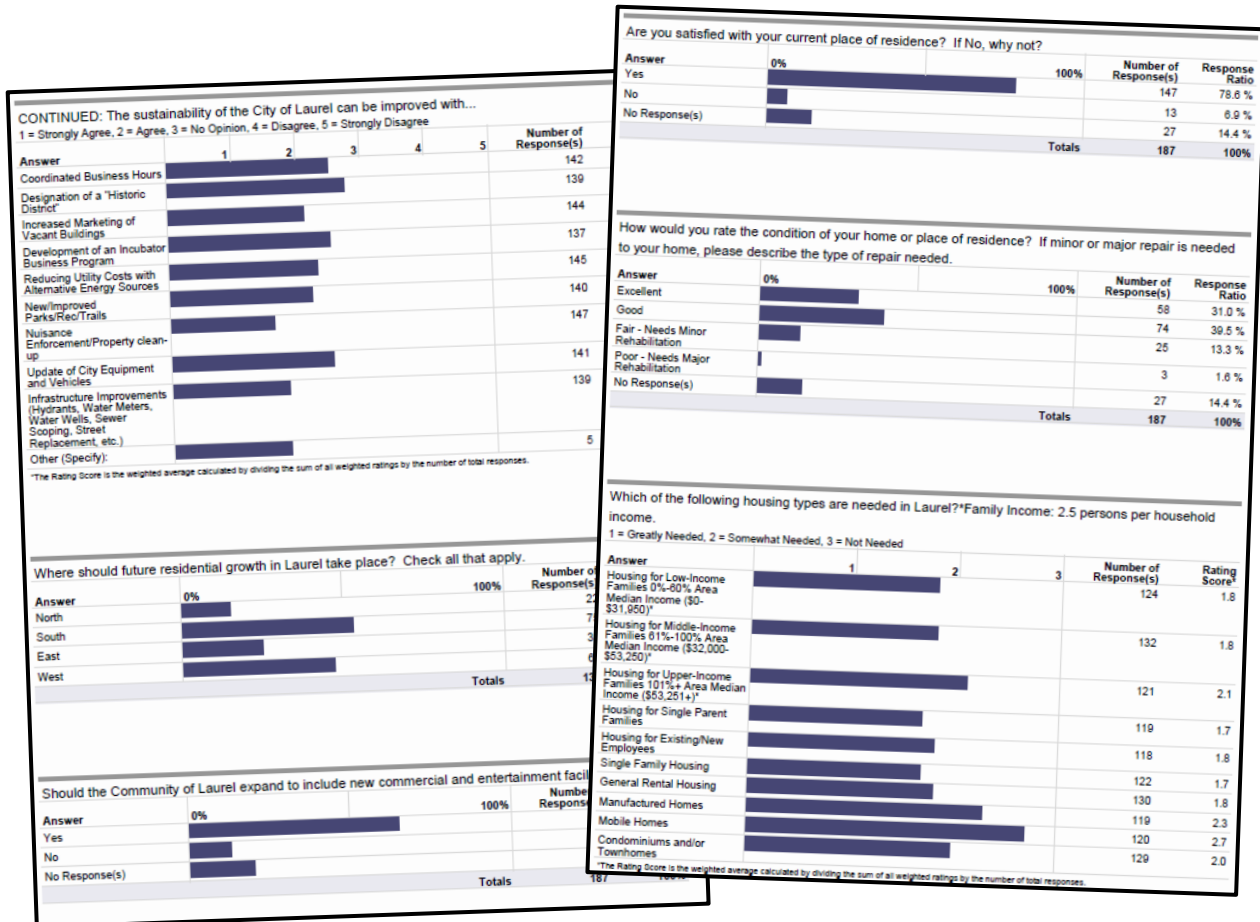 CONTINUED: The sustainability of the City of Laurel can be improved with...
1 = Strongly Agree, 2 = Agree, 3 = No Opinion, 4 = Disagree, 5 = Strongly Disagree
Answer 1 2 3 4 5 Number of Response(s)
Coordinated Business Hours 142
Designation of a "Historic District" 139
Increased Marketing of Vacant Buildings 144
Development of an Incubator Business Program 137
Reducing Utility Costs with Alternative Energy Sources 145
New/Improved Parks/Rec/Trails 140
Nuisance Enforcement/Property clean-up 147
Update of City Equipment and Vehicles 141
Infrastructure Improvements (Hydrants, Water Meters, Water Wells, Sewer Scoping, Street Replacement, etc.) 139
Other (Specify): 5
*The Rating Score is the weighted average calculated by dividing the sum of all weighted ratings by the number of total responses.
Where should future residential growth in Laurel take place? Check all that apply.
Answer 0% 100% Number of Response(s)
North
South
East
West
Totals
Should the Community of Laurel expand to include new commercial and entertainment
Answer 0% 100%
Yes
No
No Response(s)
Totals 187
Are you satisfied with your current place of residence? If No, why not?
Answer 0% 100% Number of Response(s) Response Ratio
Yes 147 78.6 %
No 13 6.9 %
No Response(s) 27 14.4 %
Totals 187 100%
How would you rate the condition of your home or place of residence? If minor or major repair is needed
to your home, please describe the type of repair needed.
Answer 0% 100% Number of Response(s) Response Ratio
Excellent 58 31.0 %
Good 74 39.5 %
Fair - Needs Minor Rehabilitation 25 13.3 %
Poor - Needs Major Rehabilitation 3 1.6 %
No Response(s) 27 14.4 %
Totals 187 100%
Which of the following housing types are needed in Laurel?*Family Income: 2.5 persons per household
income.
1 = Greatly Needed, 2 = Somewhat Needed, 3 = Not Needed
Answer 1 2 3 Number of Response(s) Rating Score*
Housing for Low-Income Families 0%-60% Area Median Income ($0-$31,950)* 124 1.8
Housing for Middle-Income Families 61%-100% Area Median Income ($32,000-$53,250)* 132 1.8
Housing for Upper-Income Families 101%+ Area Median Income ($53,251+)* 121 2.1
Housing for Single Parent Families 119 1.7
Housing for Existing/New Employees 118 1.8
Single Family Housing 122 1.7
General Rental Housing 130 1.8
Manufactured Homes 119 2.3
Mobile Homes 120 2.7
Condominiums and/or Townhomes 129 2.0
*The Rating Score is the weighted average calculated by dividing the sum of all weighted ratings by the number of total responses.